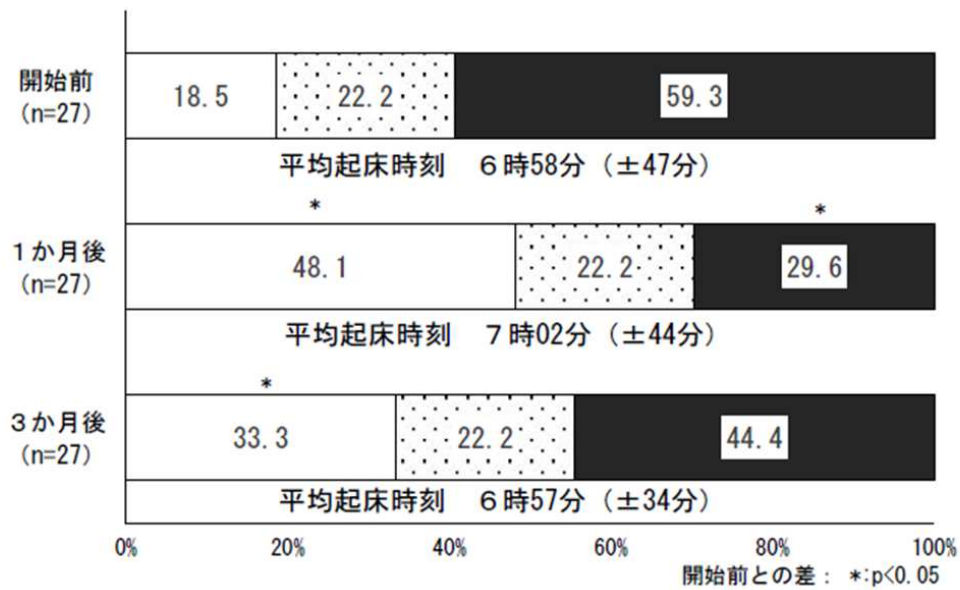 開始前
(n=27)
18.5 22.2 59.3
平均起床時刻 6時58分（±47分）
* *
1か月後
(n=27)
48.1 22.2 29.6
平均起床時刻 7時02分（±44分）
*
3か月後
(n=27)
33.3 22.2 44.4
平均起床時刻 6時57分（±34分）
0% 20% 40% 60% 80% 100%
開始前との差： *:p<0.05